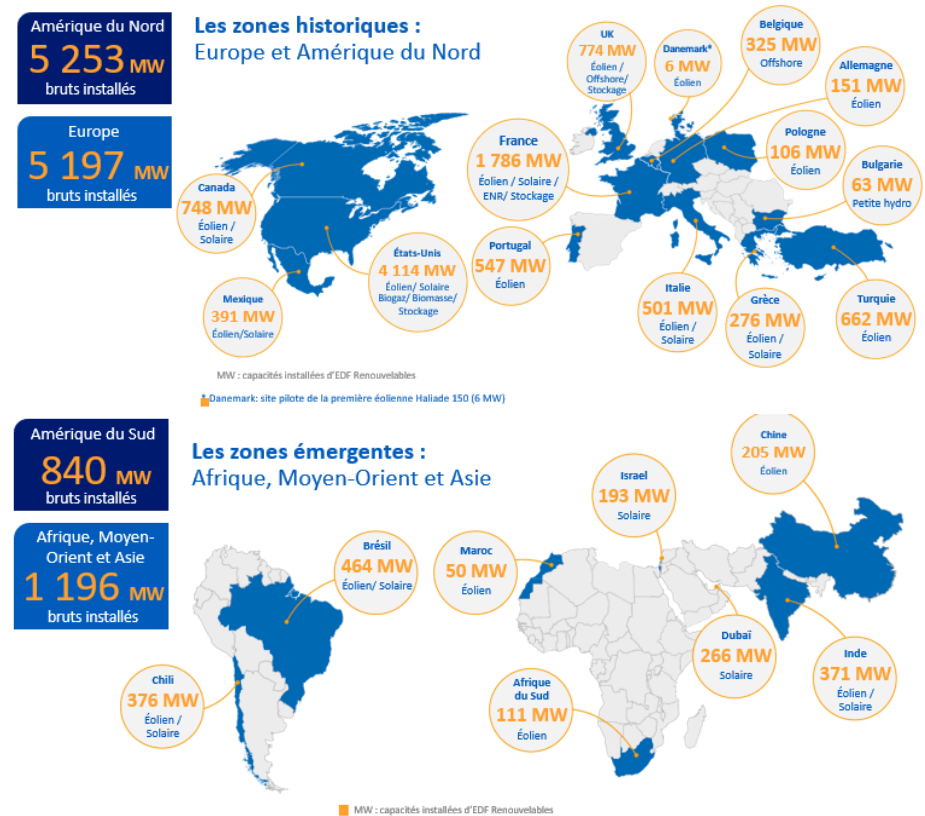 Amérique du Nord
5 253 MW
bruts installés
Europe
5 197 MW
bruts installés
Les zones historiques :
Europe et Amérique du Nord
Canada
748 MW
Éolien /
Solaire
Mexique
391 MW
Éolien/Solaire
États-Unis
4 114 MW
Éolien/ Solaire
Biogaz/ Biomasse/
Stockage
UK
774 MW
Éolien /
Offshore/
Stockage
Danemark*
6 MW
Éolien
Belgique
325 MW
Offshore
Allemagne
151 MW
Éolien
France
1 786 MW
Éolien / Solaire /
ENR/ Stockage
Pologne
106 MW
Éolien
Bulgarie
63 MW
Petite hydro
Portugal
547 MW
Éolien
Italie
501 MW
Éolien /
Solaire
Grèce
276 MW
Éolien /
Solaire
Turquie
662 MW
Éolien
MW : capacités installées d'EDF Renouvelables
* Danemark: site pilote de la première éolienne Haliade 150 (6 MW)
Amérique du Sud
840 MW
bruts installés
Afrique, Moyen-
Orient et Asie
1 196 MW
bruts installés
Les zones émergentes :
Afrique, Moyen-Orient et Asie
Brésil
464 MW
Éolien/ Solaire
Chili
376 MW
Éolien /
Solaire
Maroc
50 MW
Éolien
Israel
193 MW
Solaire
Chine
205 MW
Éolien
Afrique
du Sud
111 MW
Éolien
Dubaï
266 MW
Solaire
Inde
371 MW
Éolien /
Solaire
MW : capacités installées d'EDF Renouvelables